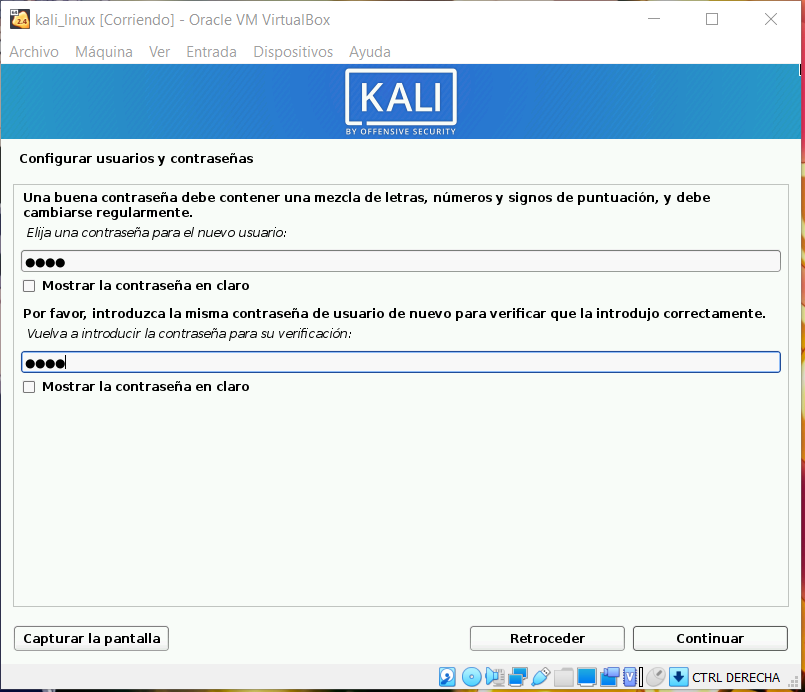 kali_linux [Corriendo] - Oracle VM VirtualBox
Archivo Máquina Ver Entrada Dispositivos Ayuda
KALI
BY OFFENSIVE SECURITY
Configurar usuarios y contraseñas
Una buena contraseña debe contener una mezcla de letras, números y signos de puntuación, y debe
cambiarse regularmente.
Elija una contraseña para el nuevo usuario:
●●●●
Mostrar la contraseña en claro
Por favor, introduzca la misma contraseña de usuario de nuevo para verificar que la introdujo correctamente.
Vuelva a introducir la contraseña para su verificación:
●●●●
Mostrar la contraseña en claro
Capturar la pantalla Retroceder Continuar
CTRL DERECHA